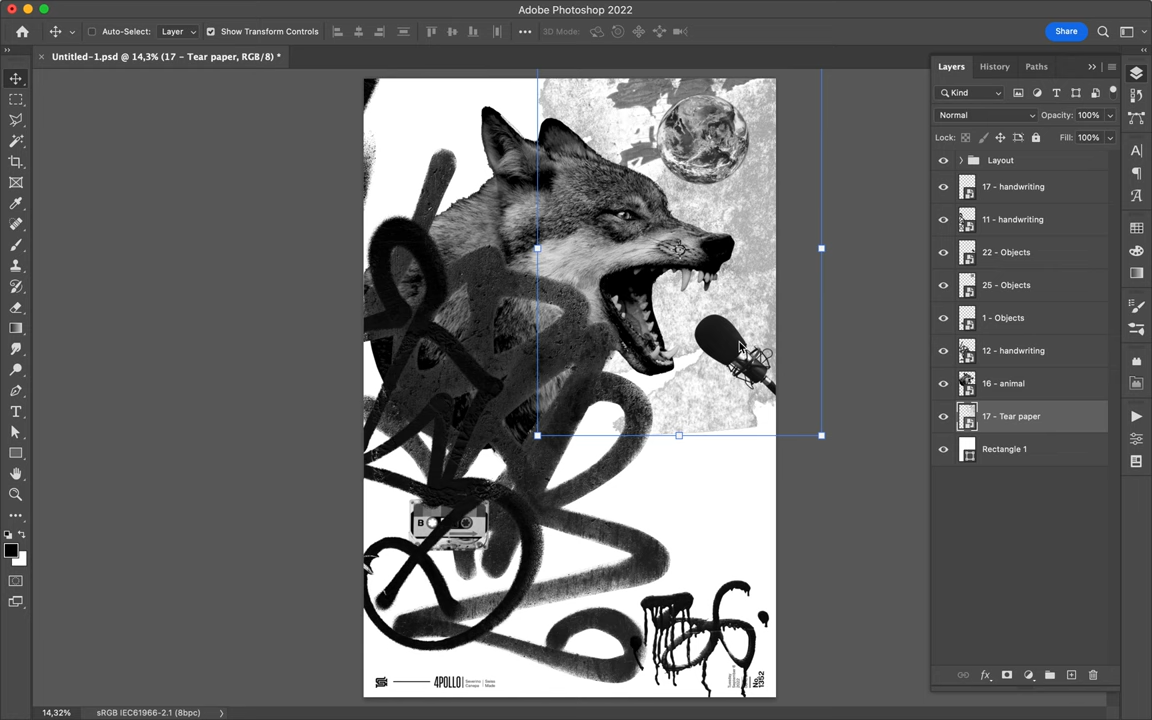 Adobe Photoshop 2022
Auto-Select: Layer Show Transform Controls 3D Mode: Share
Untitled-1.psd @ 14,3% (17 - Tear paper, RGB/8) *
Layers History Paths
Kind
Normal Opacity: 100%
Lock: Fill: 100%
Layout
17 - handwriting
11 - handwriting
22 - Objects
25 - Objects
1 - Objects
12 - handwriting
16 - animal
17 - Tear paper
Rectangle 1
B
4POLLO
No. 1352
fx
14,32% sRGB IEC61966-2.1 (8bpc)